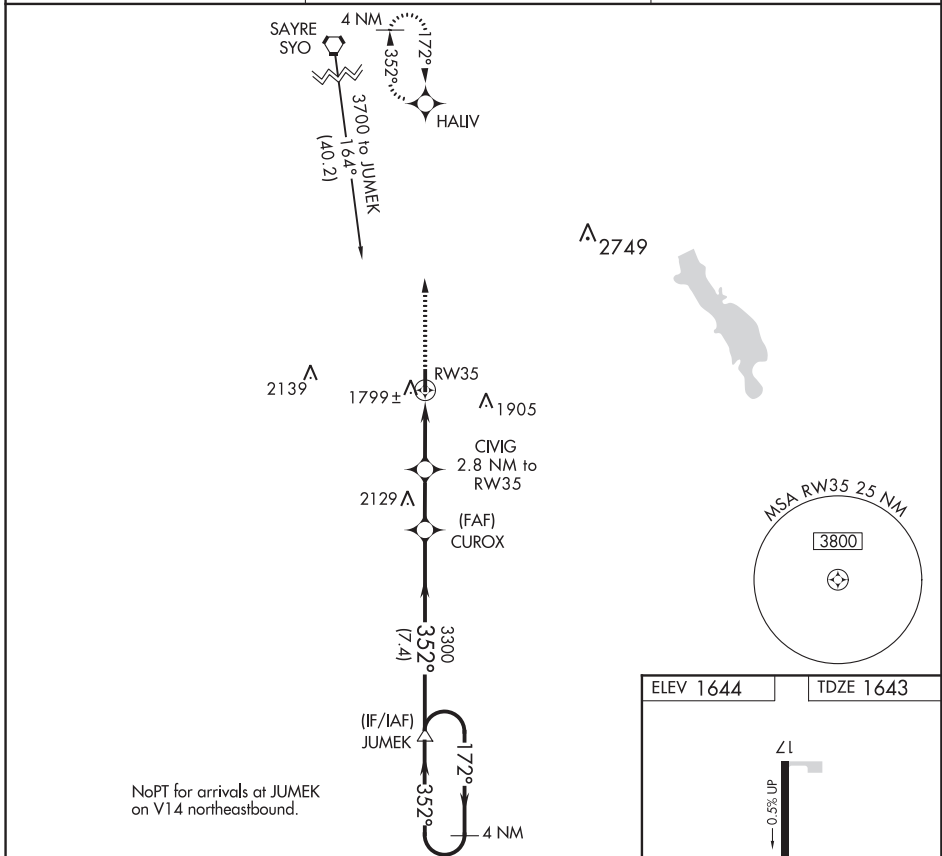 SAYRE
SYO
4 NM
352°
172°
HALIV
3700 to JUMEK
164°
(40.2)
2749
2139
1799±
RW35
1905
CIVIG
2.8 NM to
RW35
2129
(FAF)
CUROX
MSA RW35 25 NM
3800
3300
352°
(7.4)
(IF/IAF)
JUMEK
172°
352°
4 NM
NoPT for arrivals at JUMEK
on V14 northeastbound.
ELEV 1644
TDZE 1643
17
0.5% UP